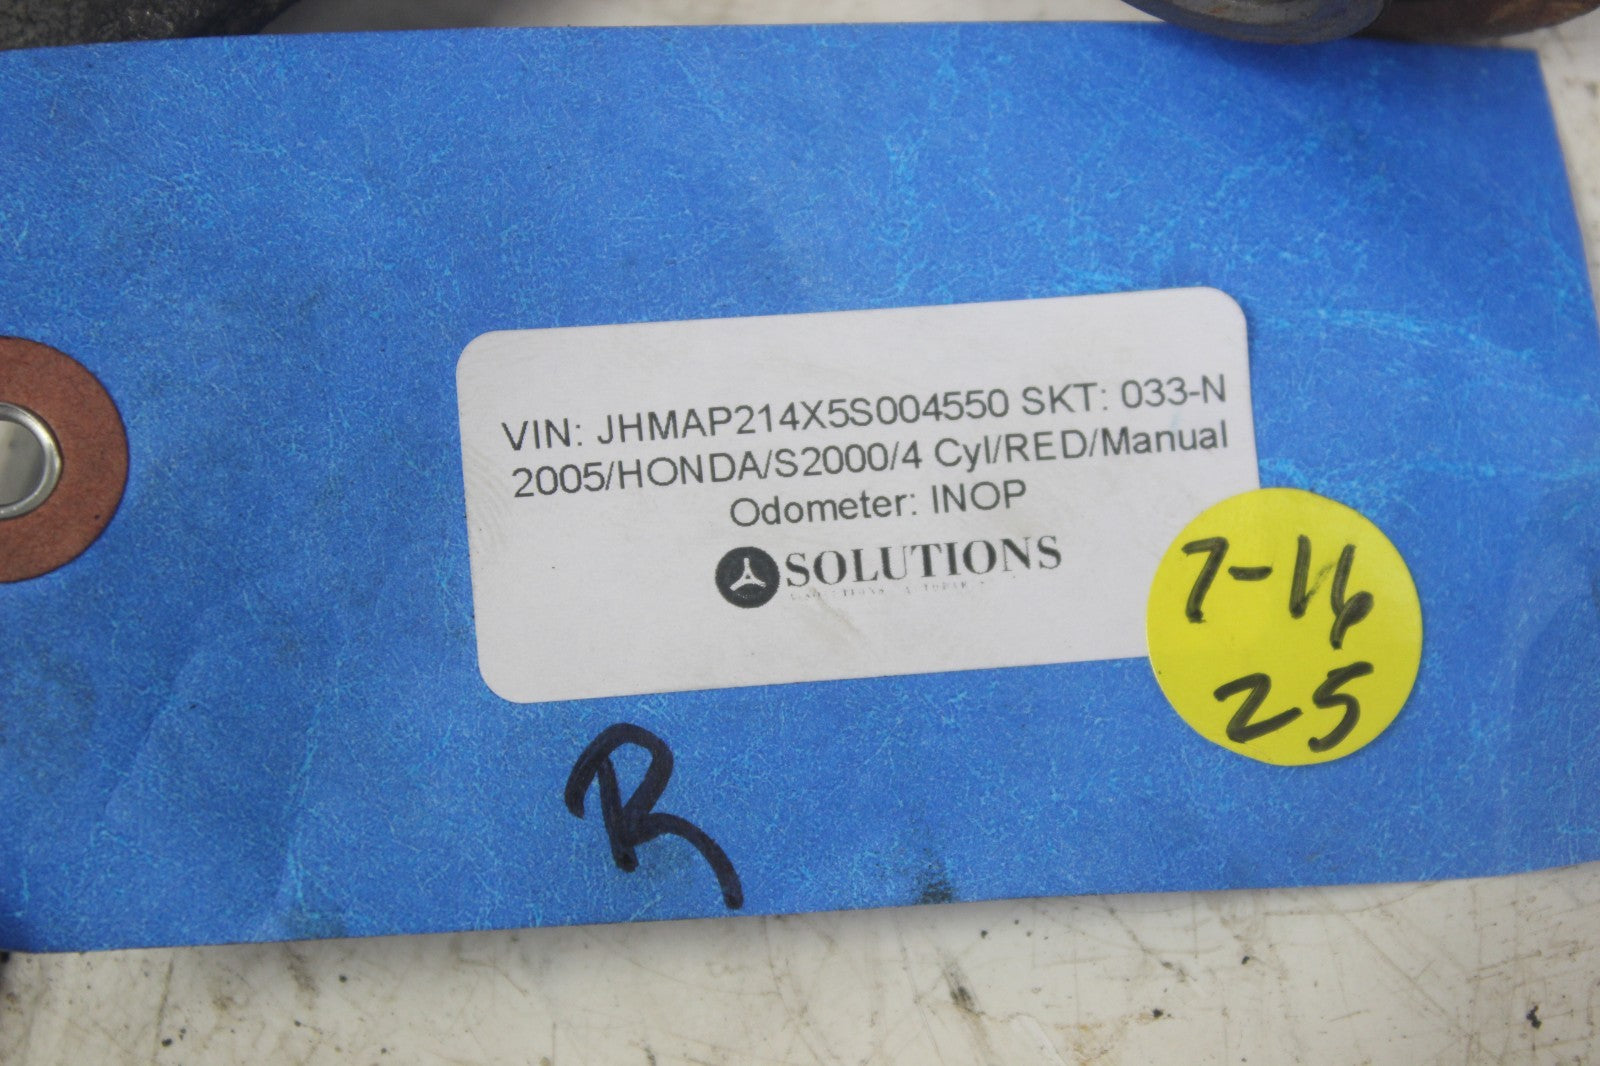 VIN: JHMAP214X5S004550 SKT: 033-N
2005/HONDA/S2000/4 Cyl/RED/Manual
Odometer: INOP
SOLUTIONS
7-16
25
R